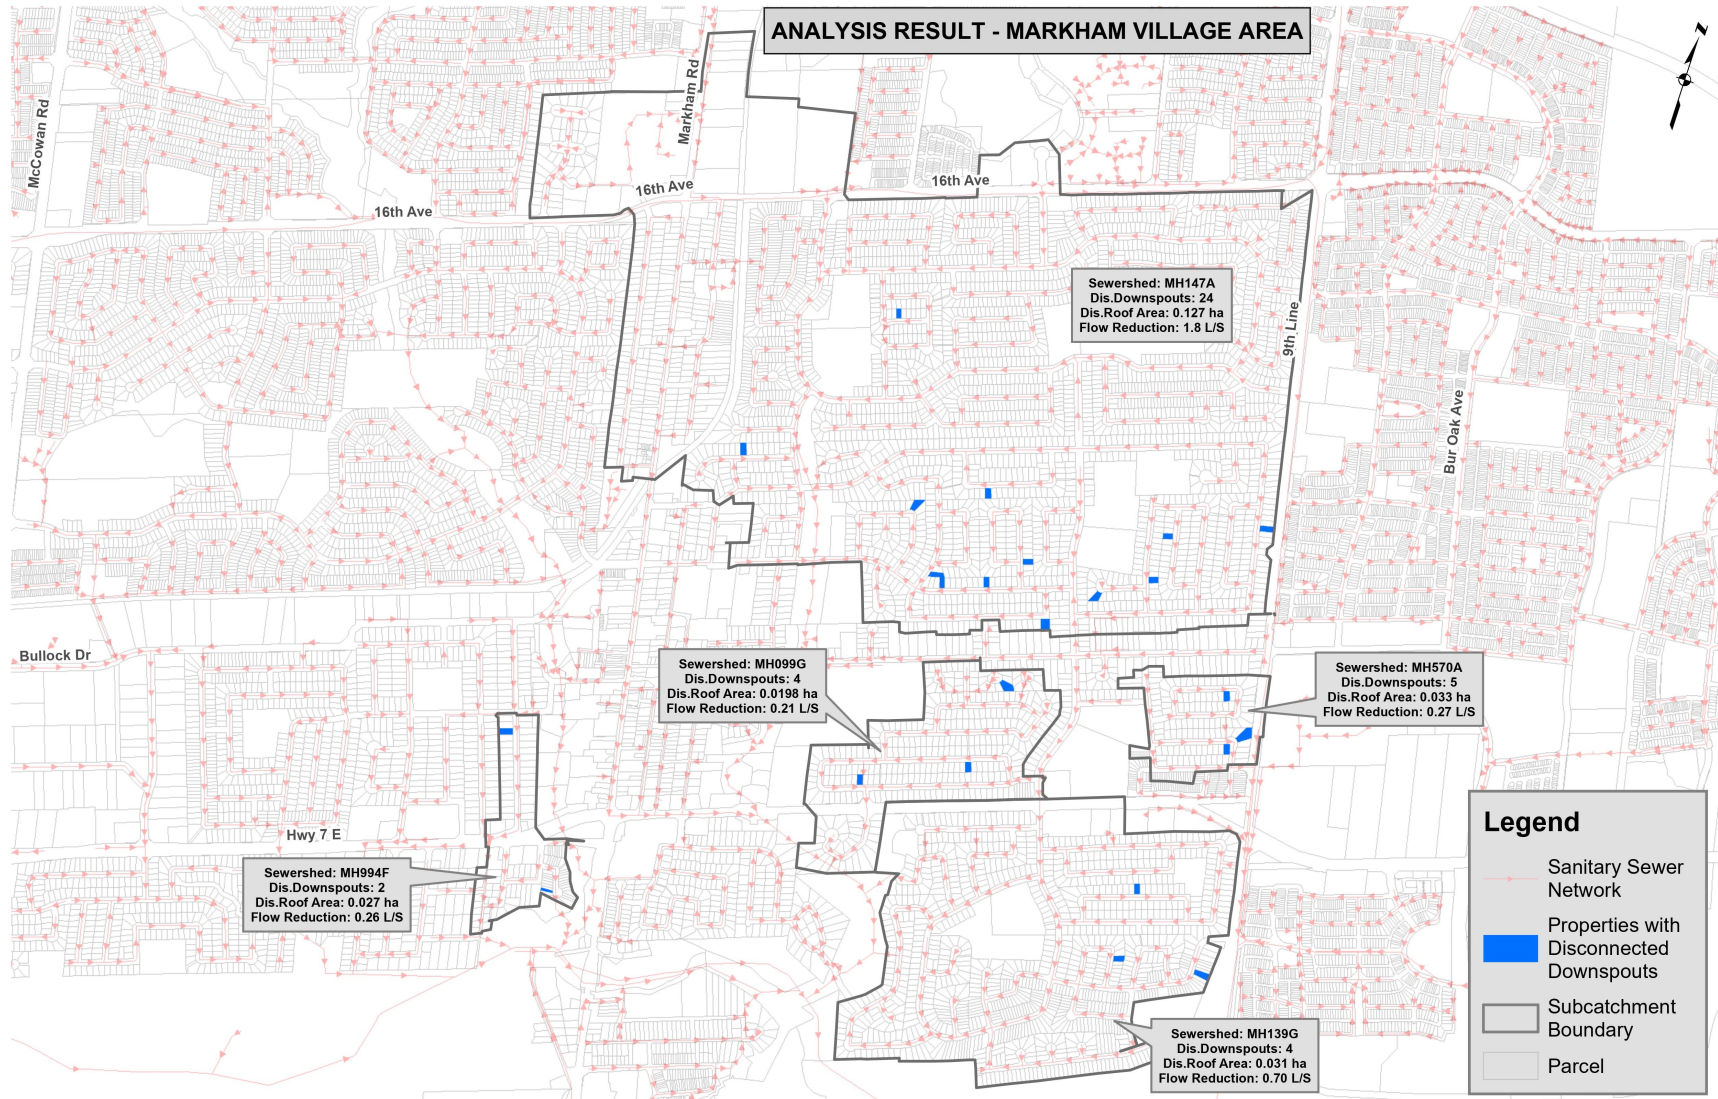 ANALYSIS RESULT - MARKHAM VILLAGE AREA
N
McCowan Rd
Markham Rd
16th Ave
16th Ave
16th Ave
Sewershed: MH147A
Dis.Downspouts: 24
Dis.Roof Area: 0.127 ha
Flow Reduction: 1.8 L/S
9th Line
Bur Oak Ave
Bullock Dr
Sewershed: MH099G
Dis.Downspouts: 4
Dis.Roof Area: 0.0198 ha
Flow Reduction: 0.21 L/S
Sewershed: MH570A
Dis.Downspouts: 5
Dis.Roof Area: 0.033 ha
Flow Reduction: 0.27 L/S
Hwy 7 E
Sewershed: MH994F
Dis.Downspouts: 2
Dis.Roof Area: 0.027 ha
Flow Reduction: 0.26 L/S
Sewershed: MH139G
Dis.Downspouts: 4
Dis.Roof Area: 0.031 ha
Flow Reduction: 0.70 L/S
Legend
Sanitary Sewer
Network
Properties with
Disconnected
Downspouts
Subcatchment
Boundary
Parcel